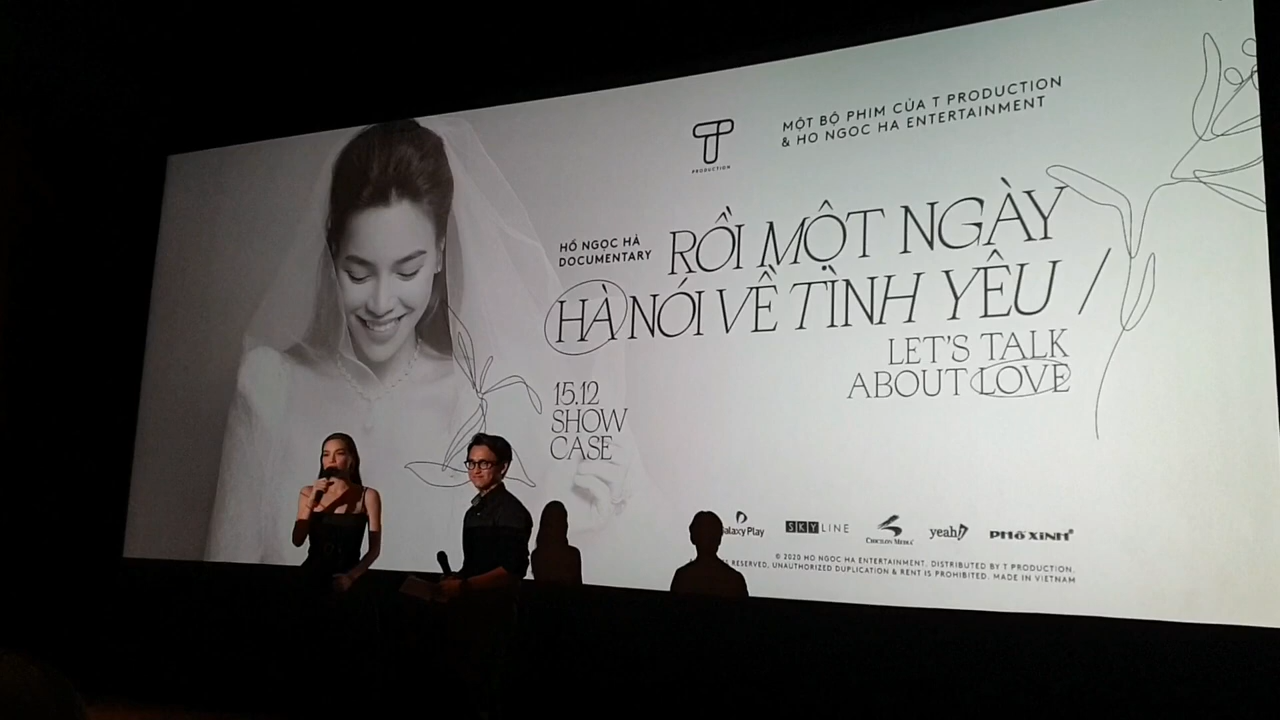 T
PRODUCTION
MỘT BỘ PHIM CỦA T PRODUCTION
& HO NGOC HA ENTERTAINMENT
HỒ NGỌC HÀ
DOCUMENTARY
RỒI MỘT NGÀY
HÀ NÓI VỀ TÌNH YÊU /
LET'S TALK
ABOUT LOVE
15.12
SHOW
CASE
alaxy Play
SKYLINE
yeah1
PHỐ XINH
© 2020 HO NGOC HA ENTERTAINMENT. DISTRIBUTED BY T PRODUCTION.
RESERVED, UNAUTHORIZED DUPLICATION & RENT IS PROHIBITED. MADE IN VIETNAM